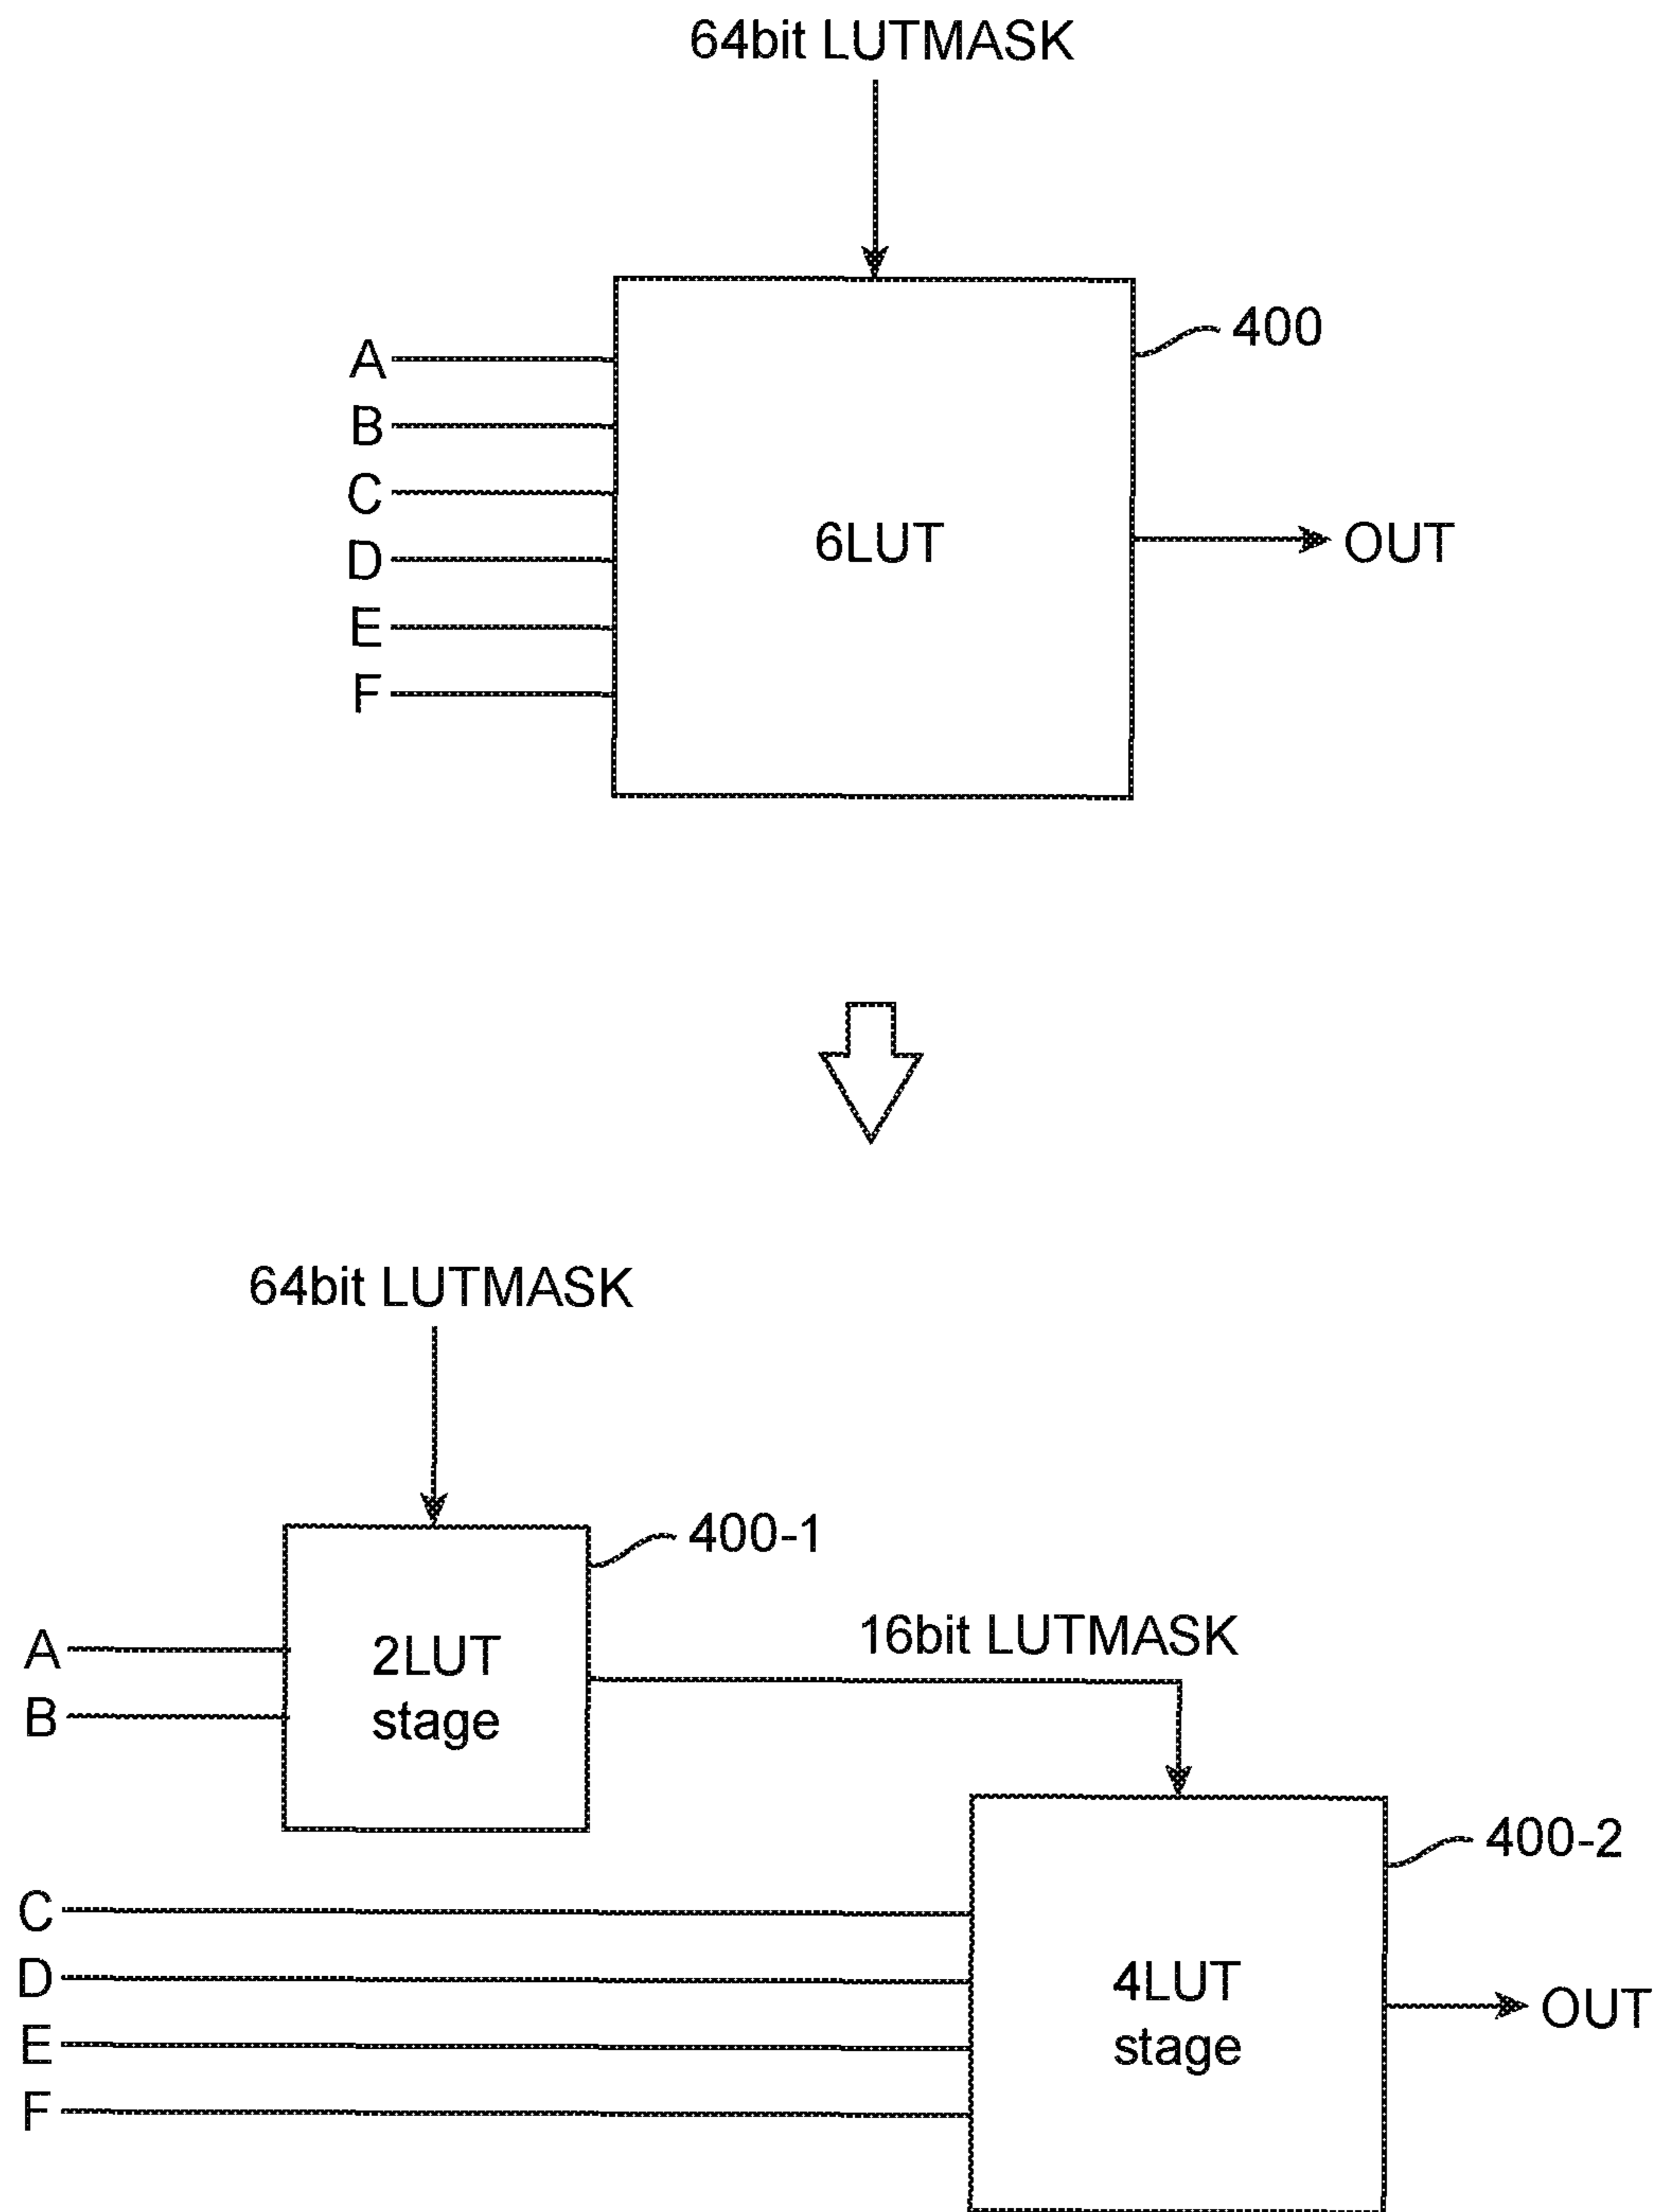 64bit LUTMASK
400
A
B
C
D
E
F
6LUT
OUT
64bit LUTMASK
400-1
A
B
2LUT
stage
16bit LUTMASK
400-2
C
D
E
F
4LUT
stage
OUT